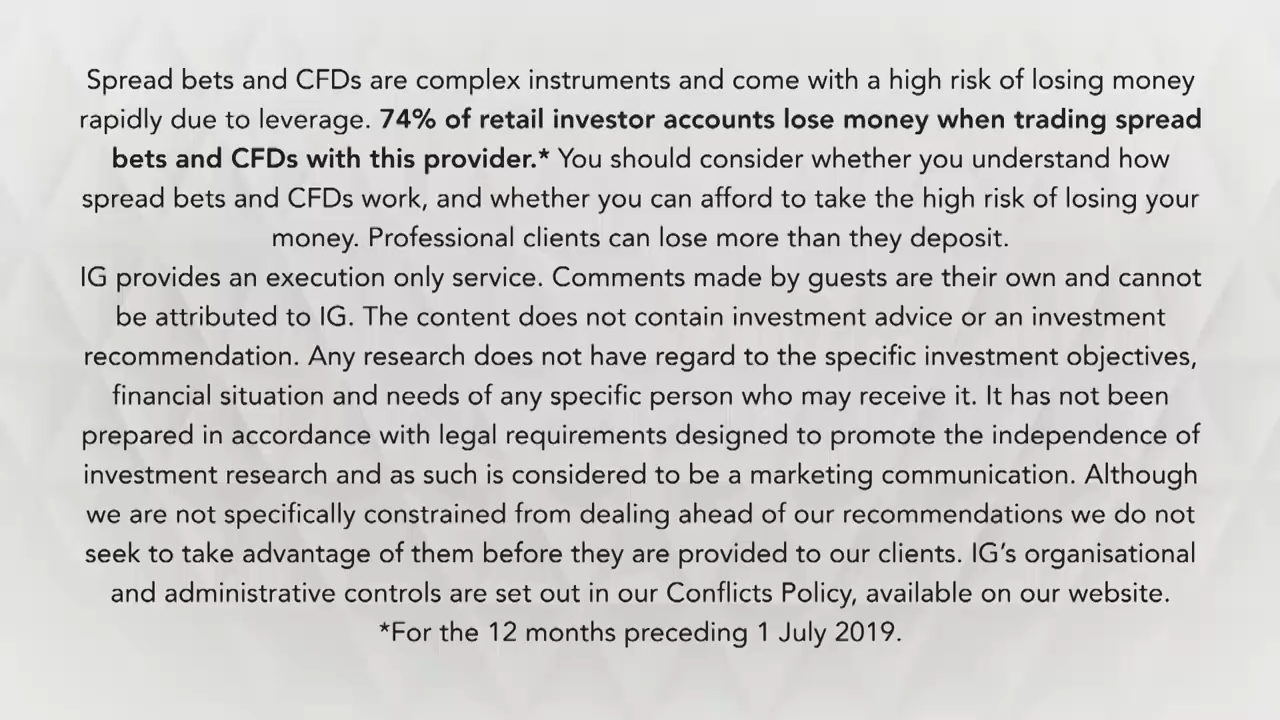 Spread bets and CFDs are complex instruments and come with a high risk of losing money
rapidly due to leverage. 74% of retail investor accounts lose money when trading spread
bets and CFDs with this provider.* You should consider whether you understand how
spread bets and CFDs work, and whether you can afford to take the high risk of losing your
money. Professional clients can lose more than they deposit.
IG provides an execution only service. Comments made by guests are their own and cannot
be attributed to IG. The content does not contain investment advice or an investment
recommendation. Any research does not have regard to the specific investment objectives,
financial situation and needs of any specific person who may receive it. It has not been
prepared in accordance with legal requirements designed to promote the independence of
investment research and as such is considered to be a marketing communication. Although
we are not specifically constrained from dealing ahead of our recommendations we do not
seek to take advantage of them before they are provided to our clients. IG’s organisational
and administrative controls are set out in our Conflicts Policy, available on our website.
*For the 12 months preceding 1 July 2019.